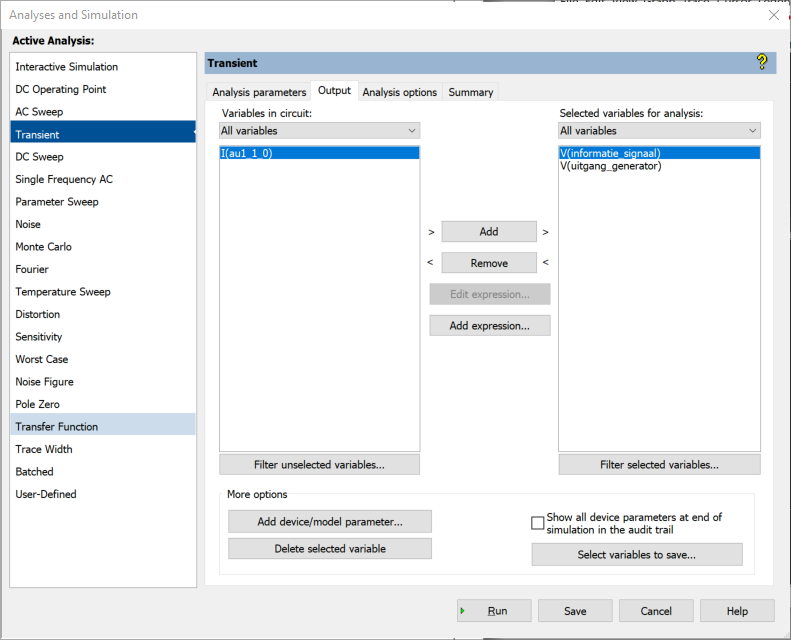 Analyses and Simulation
Active Analysis:
Interactive Simulation
DC Operating Point
AC Sweep
Transient
DC Sweep
Single Frequency AC
Parameter Sweep
Noise
Monte Carlo
Fourier
Temperature Sweep
Distortion
Sensitivity
Worst Case
Noise Figure
Pole Zero
Transfer Function
Trace Width
Batched
User-Defined
Transient
?
Analysis parameters
Output
Analysis options
Summary
Variables in circuit:
All variables
I(au1_1_0)
> Add >
< Remove <
Edit expression...
Add expression...
Selected variables for analysis:
All variables
V(informatie_signaal)
V(uitgang_generator)
Filter unselected variables...
Filter selected variables...
More options
Add device/model parameter...
Delete selected variable
Show all device parameters at end of
simulation in the audit trail
Select variables to save...
Run
Save
Cancel
Help